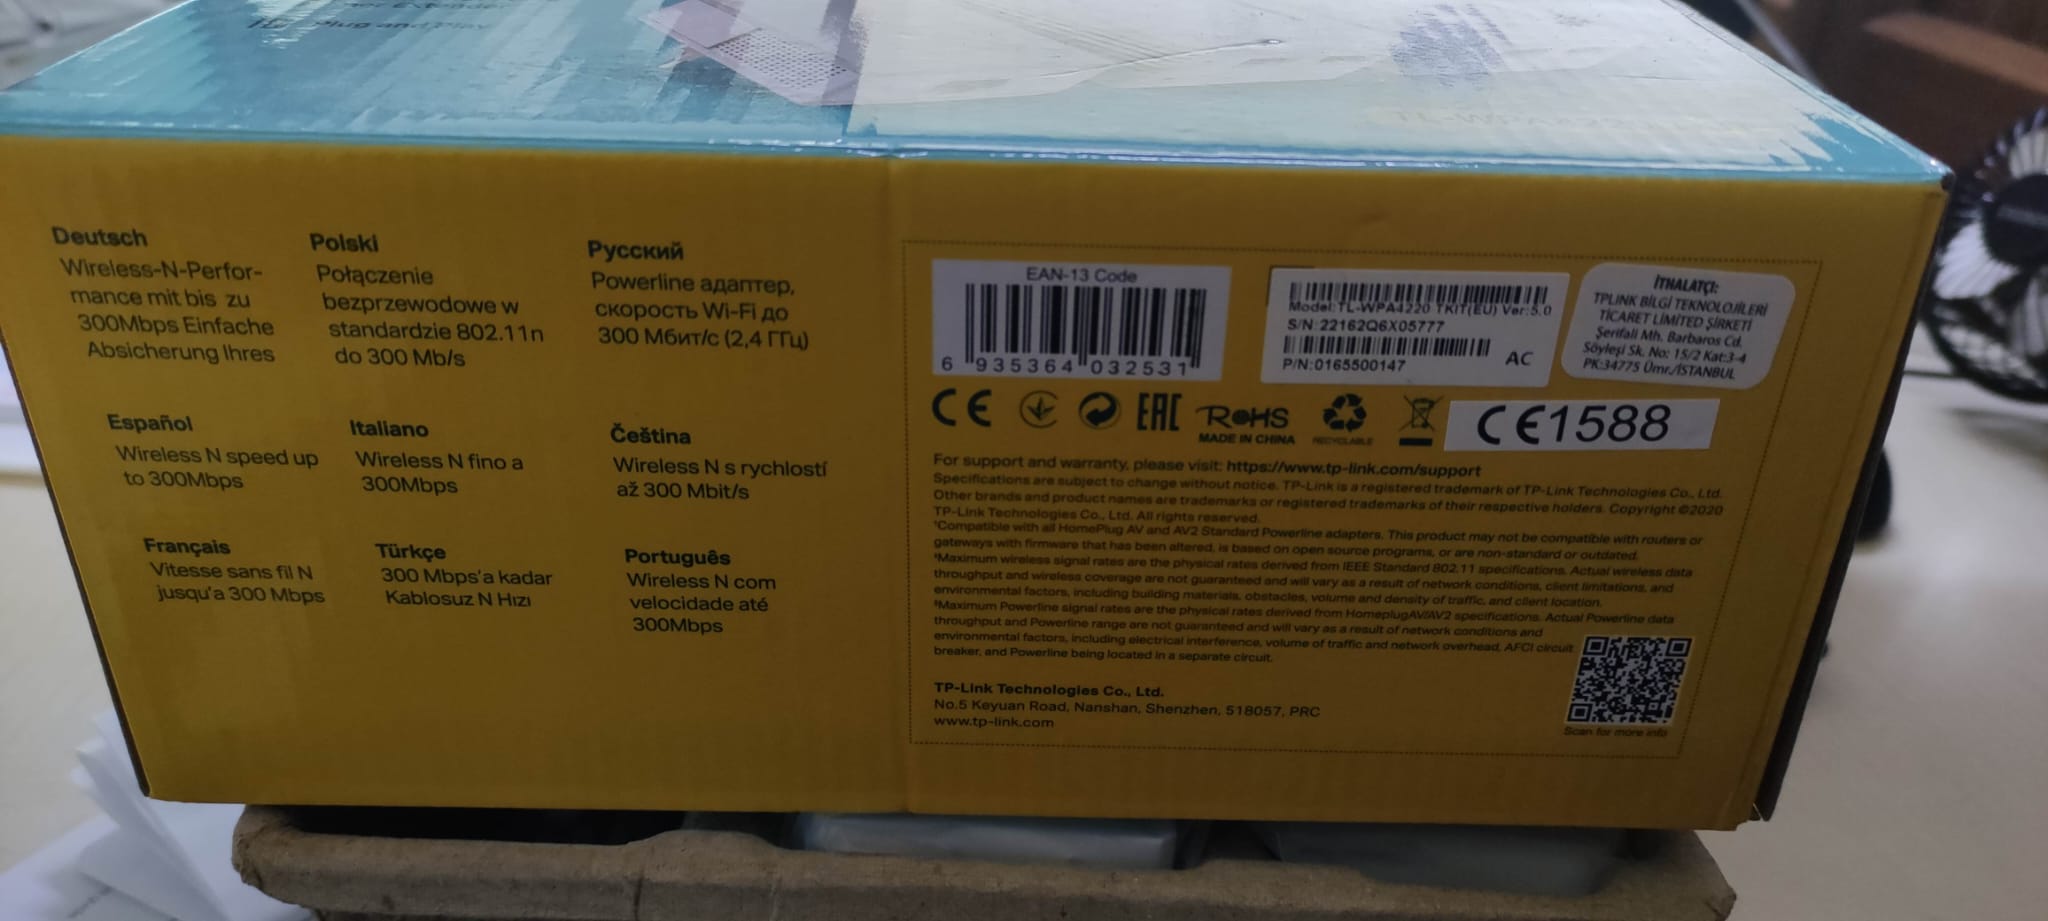 Plug and Play
Deutsch
Wireless-N-Perfor-
mance mit bis zu
300Mbps Einfache
Absicherung Ihres
Polski
Połączenie
bezprzewodowe w
standardzie 802.11n
do 300 Mb/s
Русский
Powerline адаптер,
скорость Wi-Fi до
300 Мбит/с (2,4 ГГц)
Español
Wireless N speed up
to 300Mbps
Italiano
Wireless N fino a
300Mbps
Čeština
Wireless N s rychlostí
až 300 Mbit/s
Français
Vitesse sans fil N
jusqu'a 300 Mbps
Türkçe
300 Mbps'a kadar
Kablosuz N Hızı
Português
Wireless N com
velocidade até
300Mbps
EAN-13 Code
6 935364 032531
Model:TL-WPA4220 TKIT(EU) Ver:5.0
S/N:22162Q6X05777
P/N:0165500147
AC
İTHALATÇI:
TPLINK BİLGİ TEKNOLOJİLERİ
TİCARET LİMİTED ŞİRKETİ
Şerifali Mh. Barbaros Cd.
Söyleşi Sk. No: 15/2 Kat:3-4
PK:34775 Ümr./İSTANBUL
CE
EAC
RoHS
MADE IN CHINA
RECYCLABLE
CE1588
For support and warranty, please visit: https://www.tp-link.com/support
Specifications are subject to change without notice. TP-Link is a registered trademark of TP-Link Technologies Co., Ltd.
Other brands and product names are trademarks or registered trademarks of their respective holders. Copyright ©2020
TP-Link Technologies Co., Ltd. All rights reserved.
Compatible with all HomePlug AV and AV2 Standard Powerline adapters. This product may not be compatible with routers or
gateways with firmware that has been altered, is based on open source programs, or are non-standard or outdated.
Maximum wireless signal rates are the physical rates derived from IEEE Standard 802.11 specifications. Actual wireless data
throughput and wireless coverage are not guaranteed and will vary as a result of network conditions, client limitations, and
environmental factors, including building materials, obstacles, volume and density of traffic, and client location.
Maximum Powerline signal rates are the physical rates derived from HomeplugAV/AV2 specifications. Actual Powerline data
throughput and Powerline range are not guaranteed and will vary as a result of network conditions and
environmental factors, including electrical interference, volume of traffic and network overhead, AFCI circuit
breaker, and Powerline being located in a separate circuit.
TP-Link Technologies Co., Ltd.
No.5 Keyuan Road, Nanshan, Shenzhen, 518057, PRC
www.tp-link.com
Scan for more info